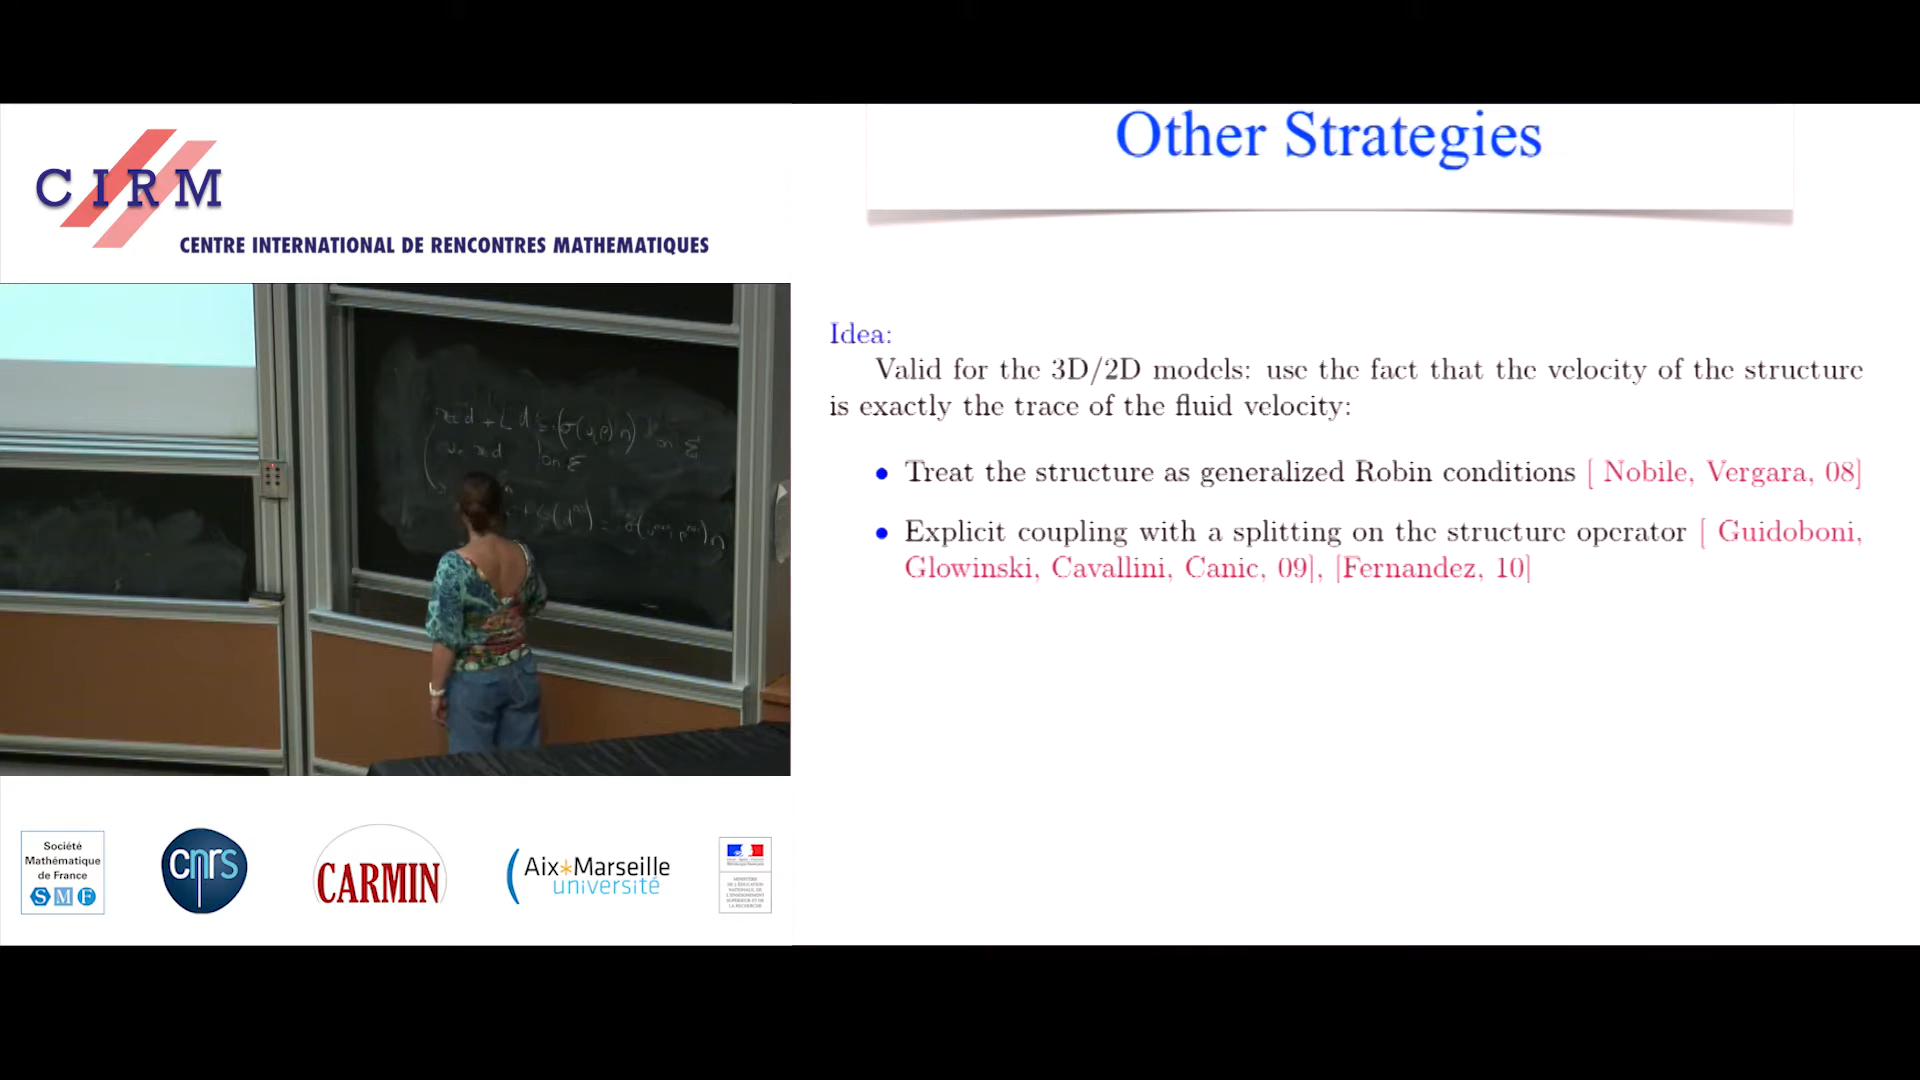 CIRM
CENTRE INTERNATIONAL DE RENCONTRES MATHEMATIQUES
Société
Mathématique
de France
S M F
cnrs
CARMIN
Aix*Marseille
université
Other Strategies
Idea:
Valid for the 3D/2D models: use the fact that the velocity of the structure
is exactly the trace of the fluid velocity:
• Treat the structure as generalized Robin conditions [ Nobile, Vergara, 08]
• Explicit coupling with a splitting on the structure operator [ Guidoboni,
Glowinski, Cavallini, Canic, 09], [Fernandez, 10]